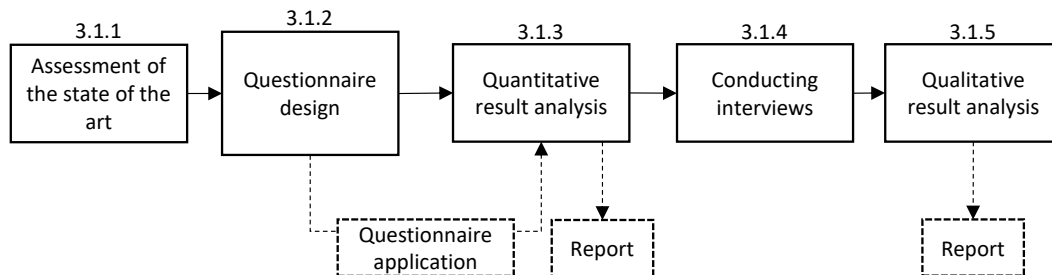 3.1.1
Assessment of
the state of the
art
3.1.2
Questionnaire
design
3.1.3
Quantitative
result analysis
3.1.4
Conducting
interviews
3.1.5
Qualitative
result analysis
Questionnaire
application
Report
Report